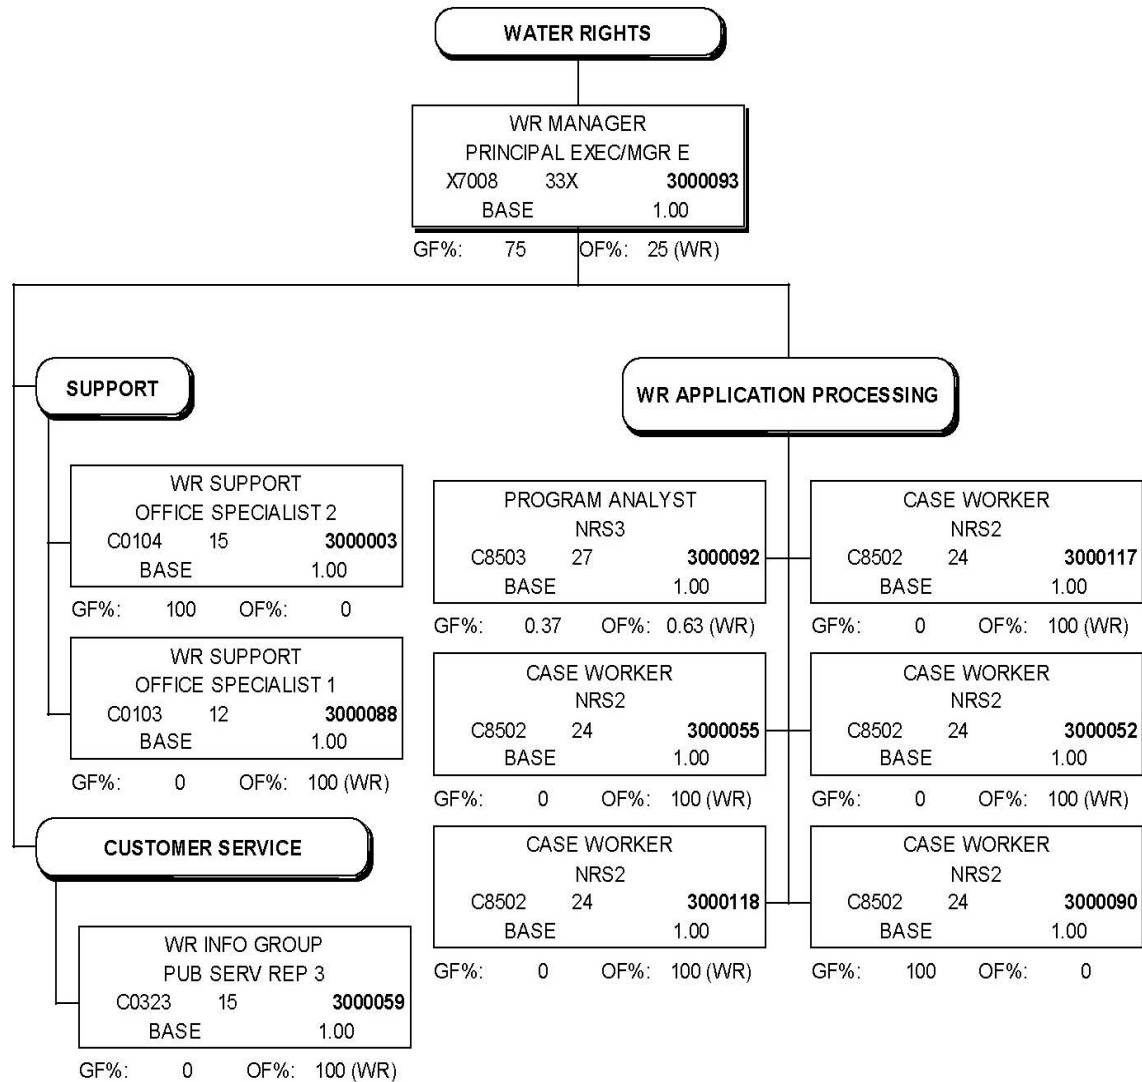 WATER RIGHTS
WR MANAGER
PRINCIPAL EXEC/MGR E
X7008 33X 3000093
BASE 1.00
GF%: 75 OF%: 25 (WR)
SUPPORT
WR SUPPORT
OFFICE SPECIALIST 2
C0104 15 3000003
BASE 1.00
GF%: 100 OF%: 0
WR SUPPORT
OFFICE SPECIALIST 1
C0103 12 3000088
BASE 1.00
GF%: 0 OF%: 100 (WR)
CUSTOMER SERVICE
WR INFO GROUP
PUB SERV REP 3
C0323 15 3000059
BASE 1.00
GF%: 0 OF%: 100 (WR)
WR APPLICATION PROCESSING
PROGRAM ANALYST
NRS3
C8503 27 3000092
BASE 1.00
GF%: 0.37 OF%: 0.63 (WR)
CASE WORKER
NRS2
C8502 24 3000117
BASE 1.00
GF%: 0 OF%: 100 (WR)
CASE WORKER
NRS2
C8502 24 3000055
BASE 1.00
GF%: 0 OF%: 100 (WR)
CASE WORKER
NRS2
C8502 24 3000052
BASE 1.00
GF%: 0 OF%: 100 (WR)
CASE WORKER
NRS2
C8502 24 3000118
BASE 1.00
GF%: 0 OF%: 100 (WR)
CASE WORKER
NRS2
C8502 24 3000090
BASE 1.00
GF%: 100 OF%: 0